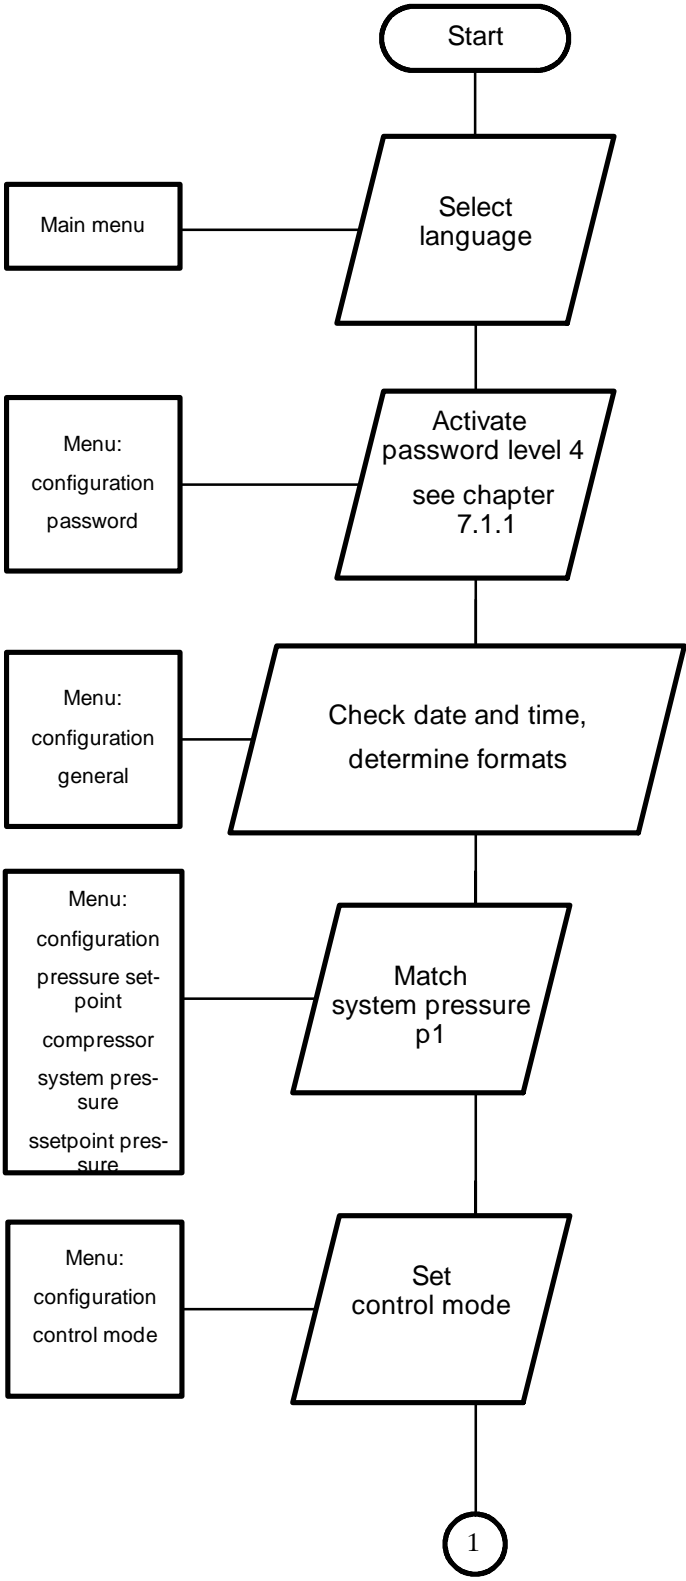 Start
Main menu
Select
language
Menu:
configuration
password
Activate
password level 4
see chapter
7.1.1
Menu:
configuration
general
Check date and time,
determine formats
Menu:
configuration
pressure set-
point
compressor
system pres-
sure
ssetpoint pres-
sure
Match
system pressure
p1
Menu:
configuration
control mode
Set
control mode
1